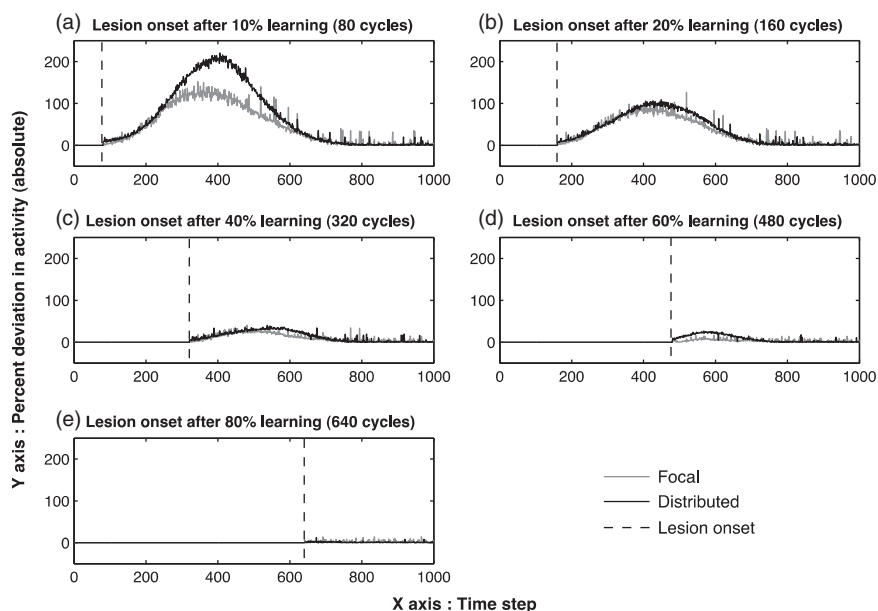 (a) Lesion onset after 10% learning (80 cycles)
200
100
0
0 200 400 600 800 1000
(b) Lesion onset after 20% learning (160 cycles)
200
100
0
0 200 400 600 800 1000
(c) Lesion onset after 40% learning (320 cycles)
200
100
0
0 200 400 600 800 1000
(d) Lesion onset after 60% learning (480 cycles)
200
100
0
0 200 400 600 800 1000
(e) Lesion onset after 80% learning (640 cycles)
200
100
0
0 200 400 600 800 1000
Focal
Distributed
Lesion onset
Y axis : Percent deviation in activity (absolute)
X axis : Time step